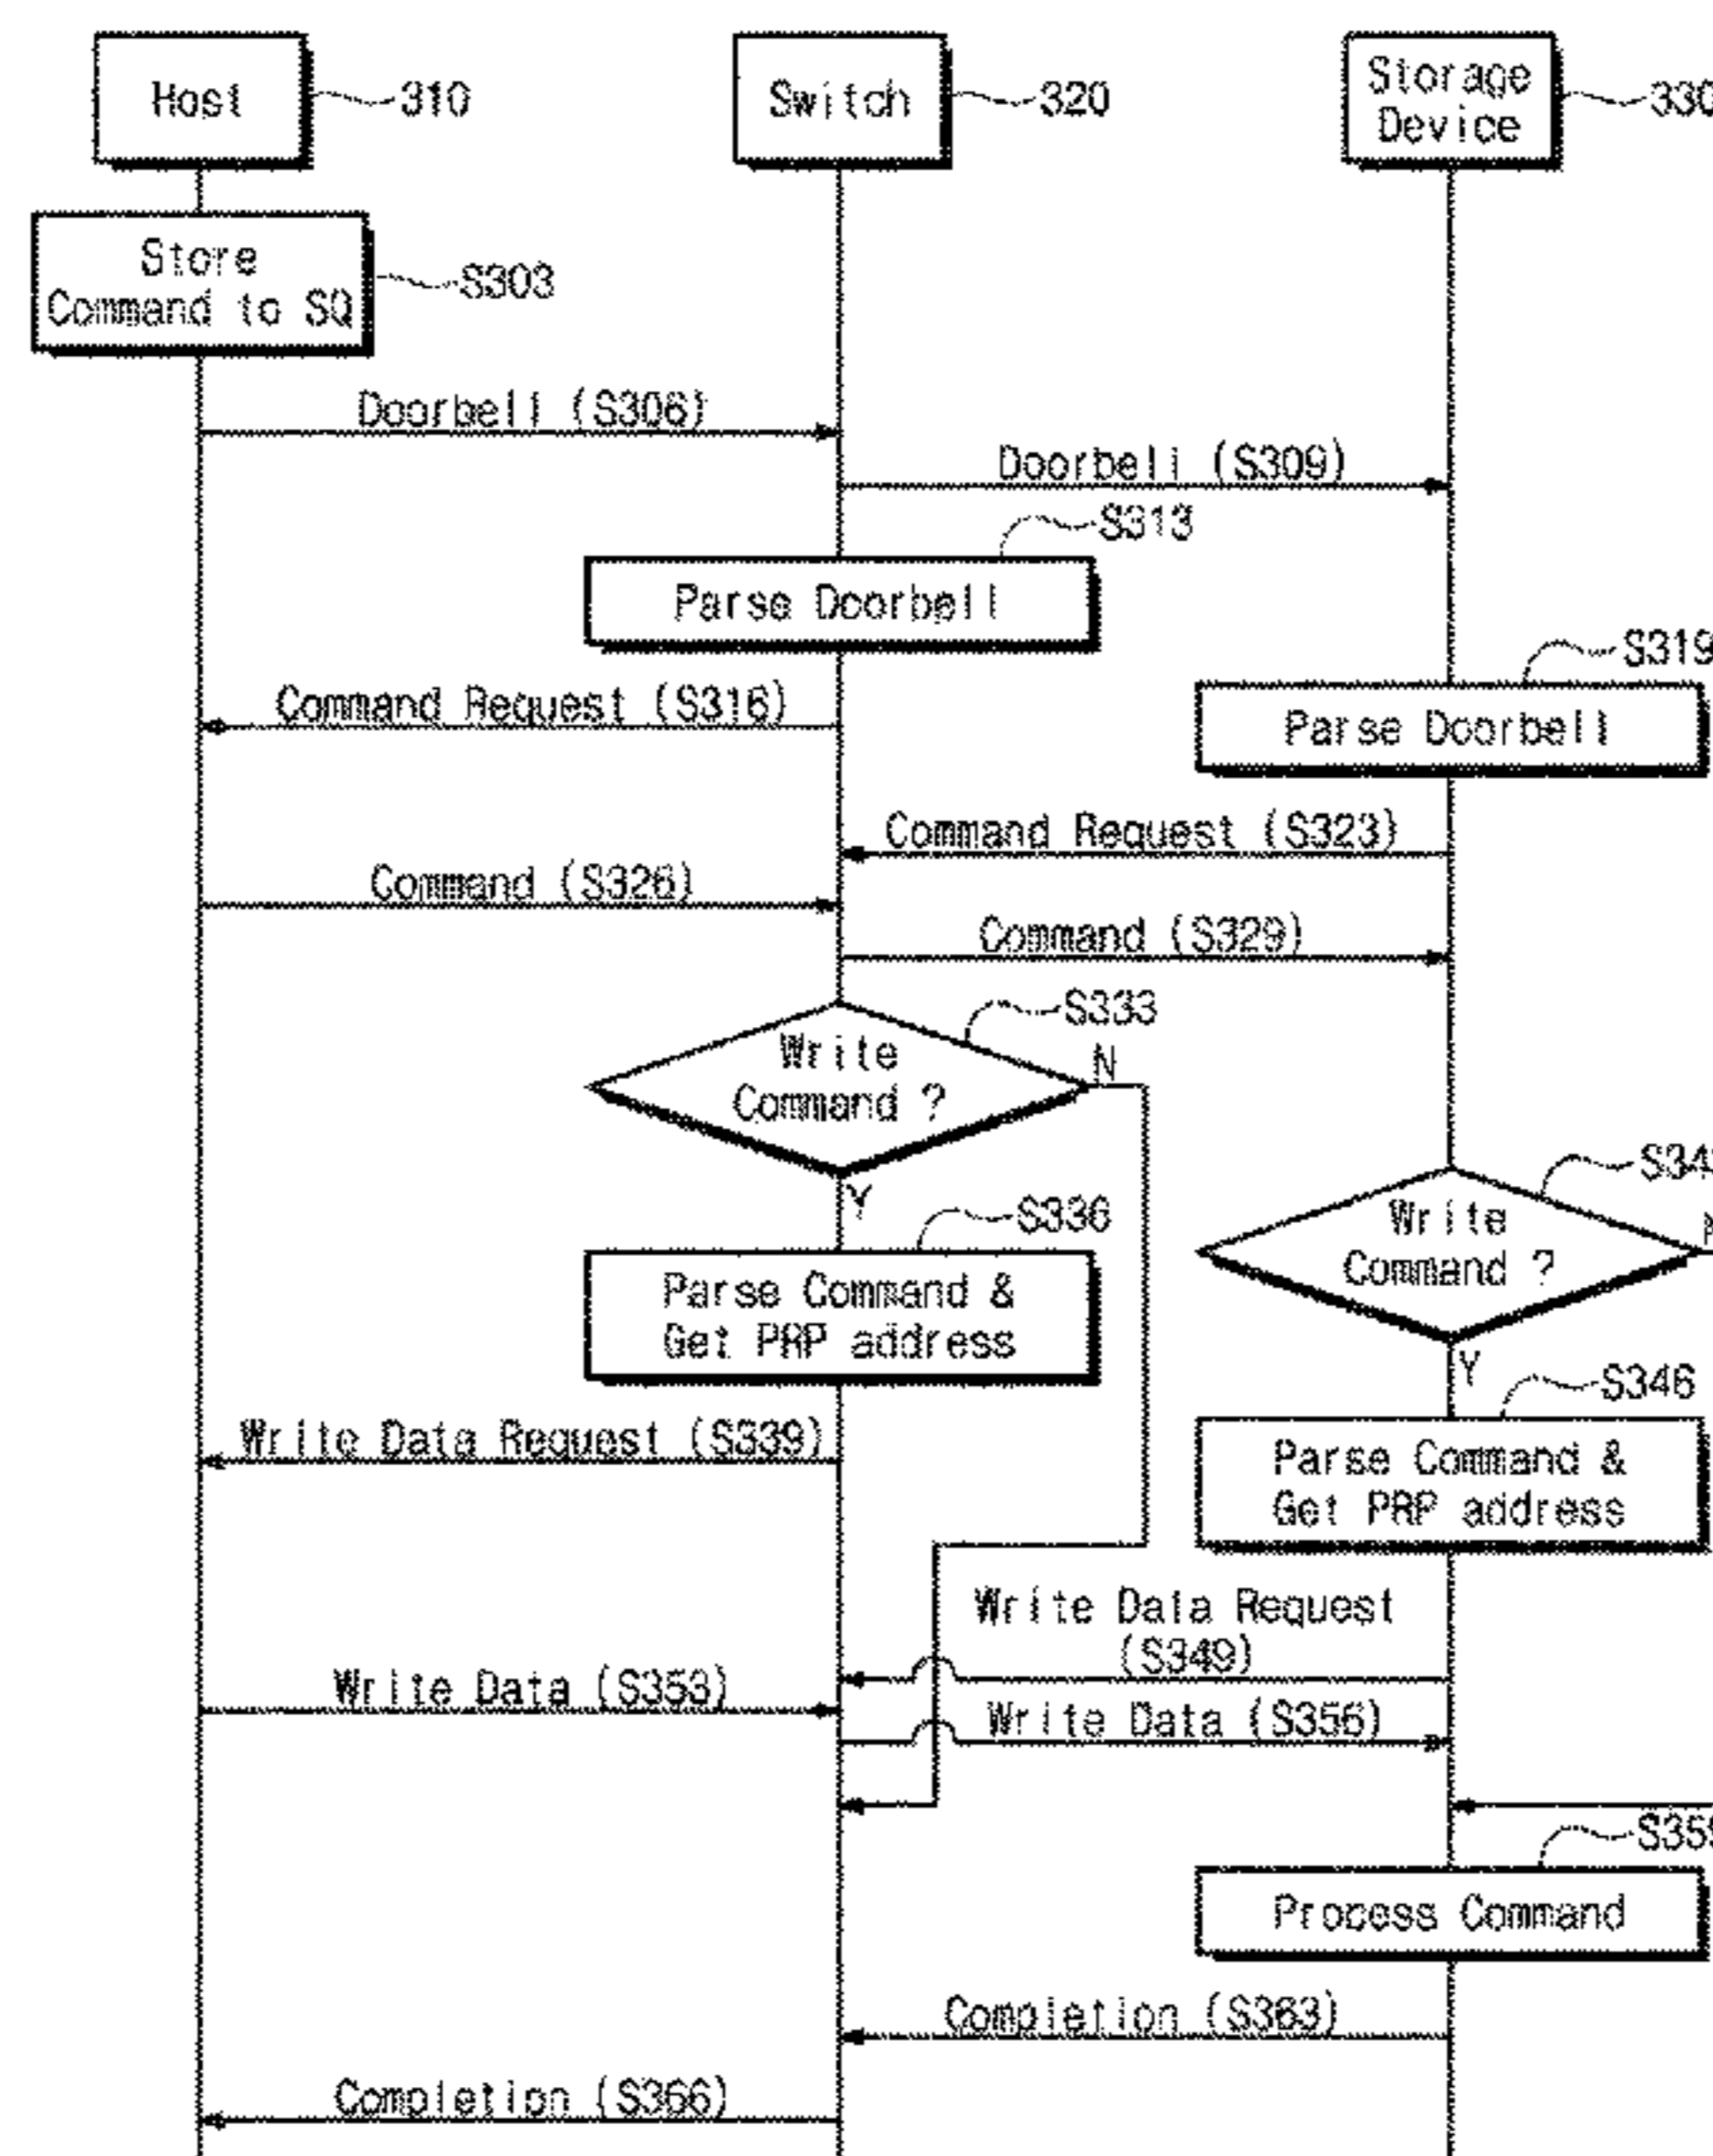 Host
310
Switch
320
Storage
Device
330
Store
Command to SQ
S303
Doorbell (S306)
Doorbell (S309)
S313
Parse Doorbell
S319
Parse Doorbell
Command Request (S316)
Command Request (S323)
Command (S326)
Command (S329)
S333
Write
Command ?
N
Y
Write
Command ?
Y
S336
Parse Command &
Get PRP address
S346
Parse Command &
Get PRP address
Write Data Request (S339)
Write Data Request
(S349)
Write Data (S353)
Write Data (S356)
Process Command
Completion (S363)
Completion (S366)